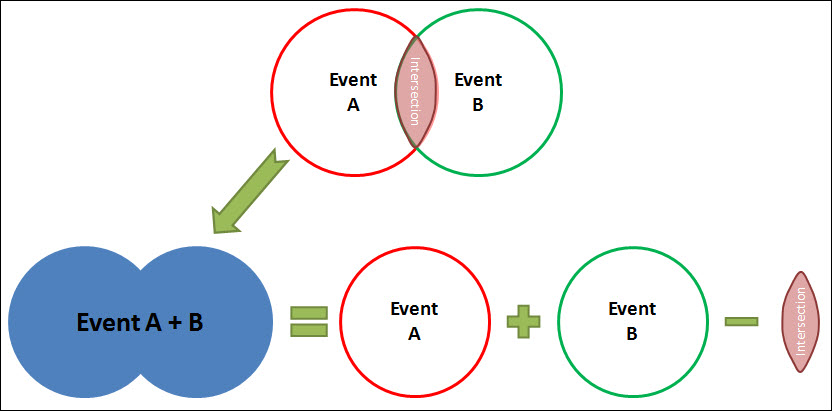 Event
A
Intersection
Event
B
Event A + B
Event
A
Event
B
Intersection